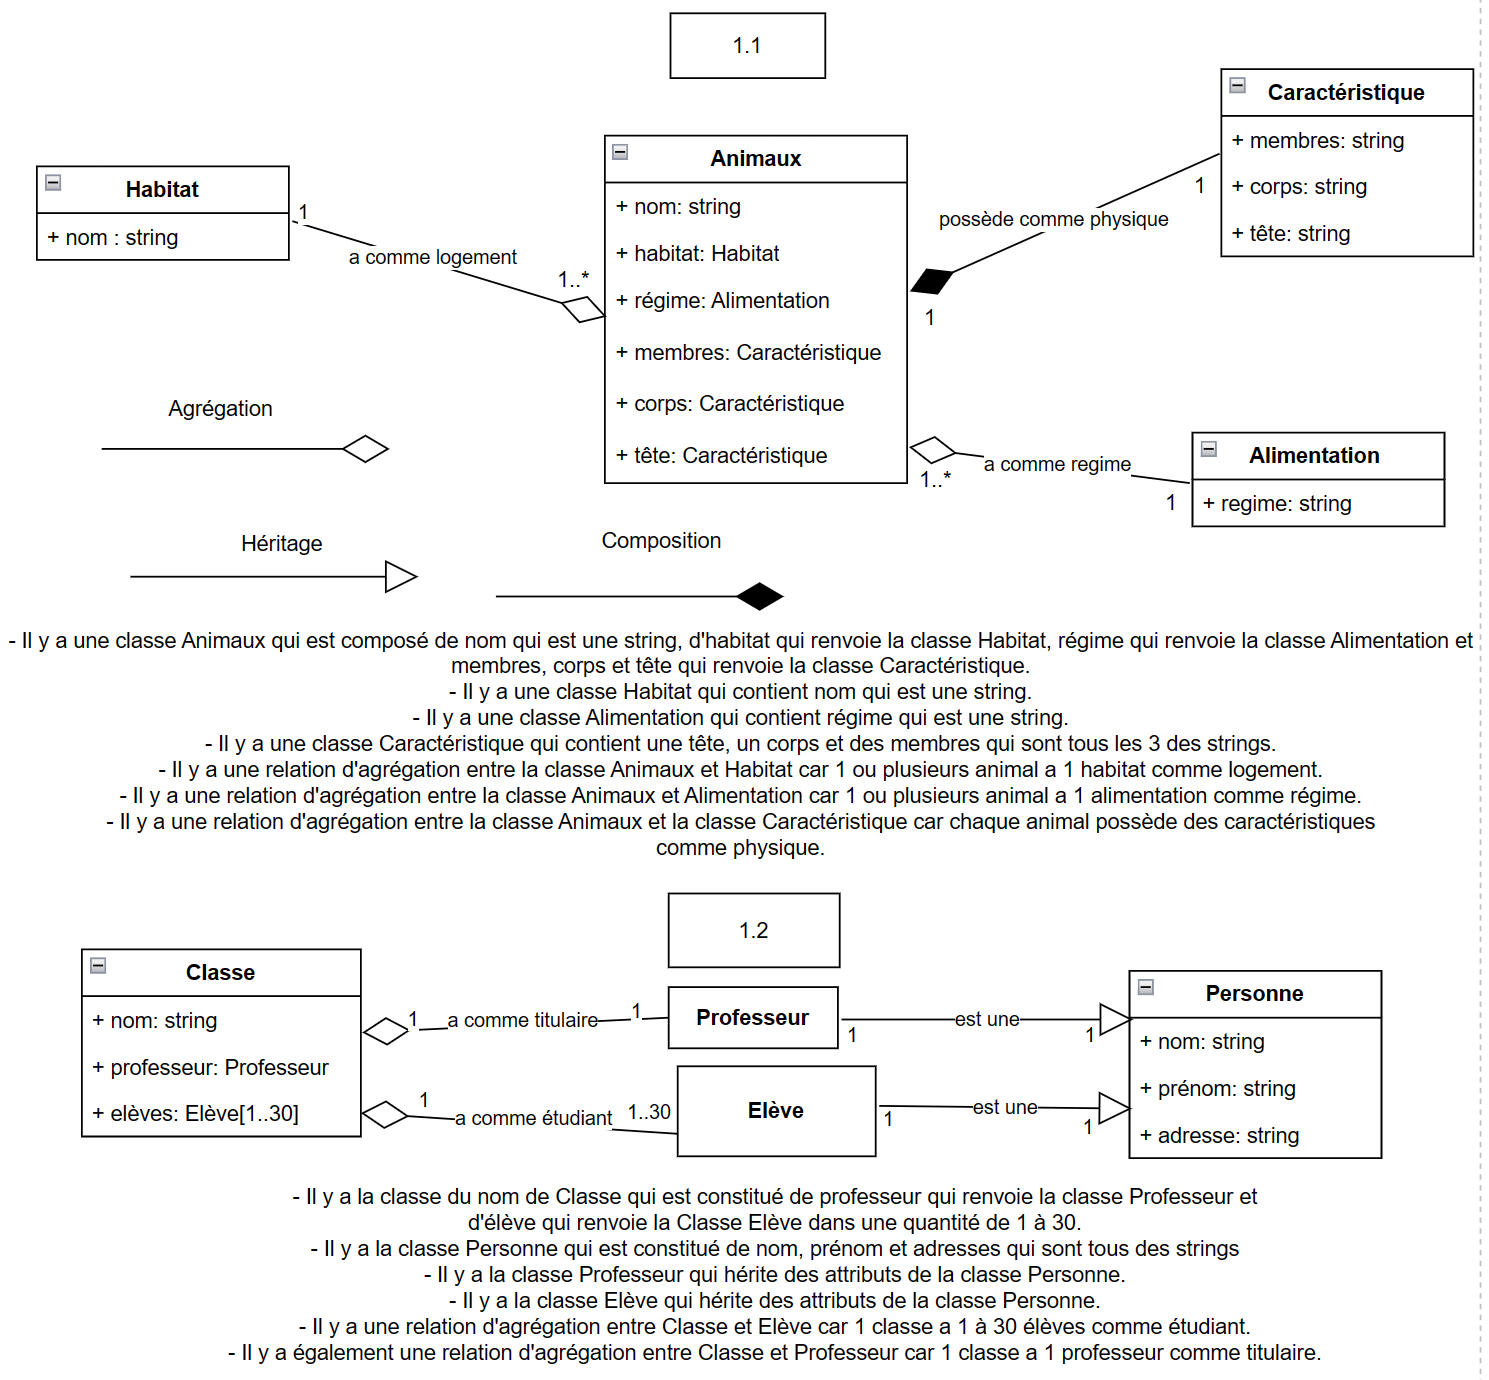 1.1
Habitat
+ nom : string
1
a comme logement
1..*
Animaux
+ nom: string
+ habitat: Habitat
+ régime: Alimentation
+ membres: Caractéristique
+ corps: Caractéristique
+ tête: Caractéristique
Caractéristique
+ membres: string
+ corps: string
+ tête: string
1
possède comme physique
1
Alimentation
+ regime: string
a comme regime
1..*
1
Agrégation
Héritage
Composition
- Il y a une classe Animaux qui est composé de nom qui est une string, d'habitat qui renvoie la classe Habitat, régime qui renvoie la classe Alimentation et
membres, corps et tête qui renvoie la classe Caractéristique.
- Il y a une classe Habitat qui contient nom qui est une string.
- Il y a une classe Alimentation qui contient régime qui est une string.
- Il y a une classe Caractéristique qui contient une tête, un corps et des membres qui sont tous les 3 des strings.
- Il y a une relation d'agrégation entre la classe Animaux et Habitat car 1 ou plusieurs animal a 1 habitat comme logement.
- Il y a une relation d'agrégation entre la classe Animaux et Alimentation car 1 ou plusieurs animal a 1 alimentation comme régime.
- Il y a une relation d'agrégation entre la classe Animaux et la classe Caractéristique car chaque animal possède des caractéristiques
comme physique.
1.2
Classe
+ nom: string
+ professeur: Professeur
+ elèves: Elève[1..30]
1
a comme titulaire
1
Professeur
1
est une
1
Personne
+ nom: string
+ prénom: string
+ adresse: string
1
a comme étudiant
1..30
Elève
1
est une
1
- Il y a la classe du nom de Classe qui est constitué de professeur qui renvoie la classe Professeur et
d'élève qui renvoie la Classe Elève dans une quantité de 1 à 30.
- Il y a la classe Personne qui est constitué de nom, prénom et adresses qui sont tous des strings
- Il y a la classe Professeur qui hérite des attributs de la classe Personne.
- Il y a la classe Elève qui hérite des attributs de la classe Personne.
- Il y a une relation d'agrégation entre Classe et Elève car 1 classe a 1 à 30 élèves comme étudiant.
- Il y a également une relation d'agrégation entre Classe et Professeur car 1 classe a 1 professeur comme titulaire.